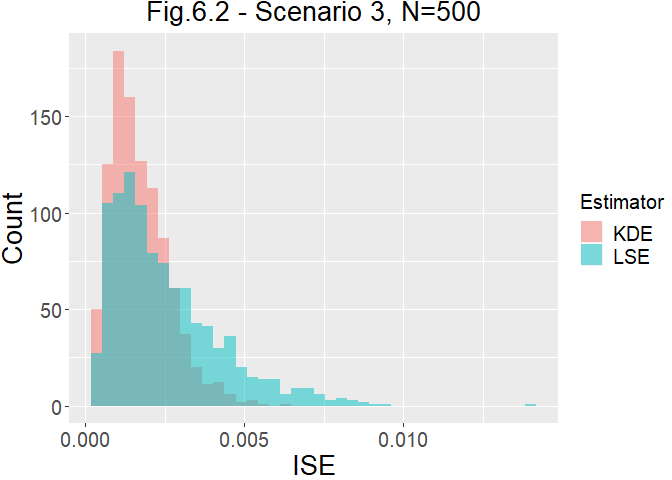 Fig.6.2 - Scenario 3, N=500
Count
150
100
50
0
0.000
0.005
0.010
ISE
Estimator
KDE
LSE